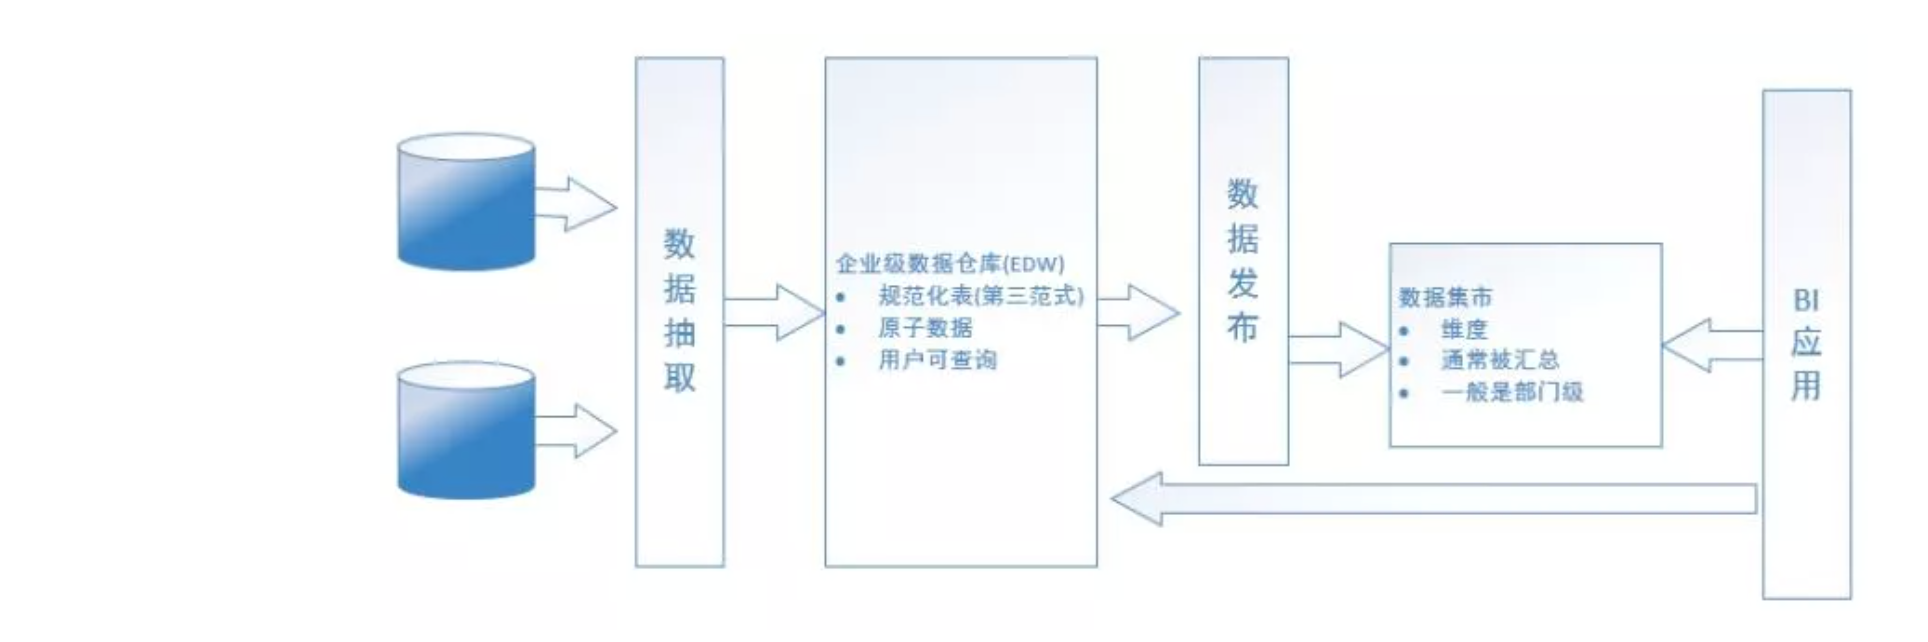 数据抽取
企业级数据仓库(EDW)
• 规范化表(第三范式)
• 原子数据
• 用户可查询
数据发布
数据集市
• 维度
• 通常被汇总
• 一般是部门级
BI应用